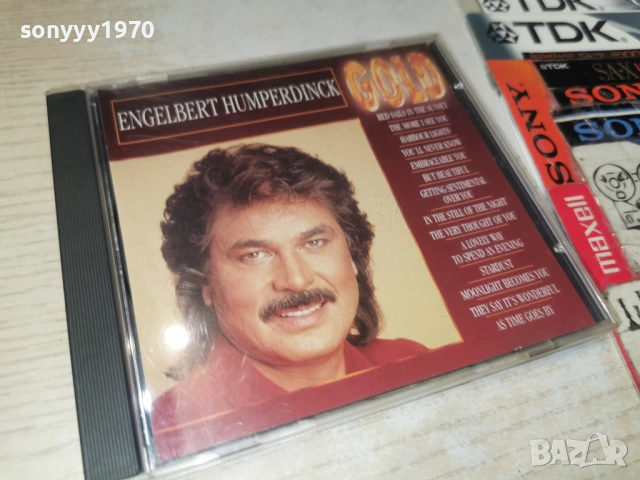 sonyyy1970
ENGELBERT HUMPERDINCK
GOLD
RED SAILS IN THE SUNSET
THE MORE I SEE YOU
HARBOUR LIGHTS
YOU'LL NEVER KNOW
EMBRACEABLE YOU
BUT BEAUTIFUL
GETTING SENTIMENTAL
OVER YOU
IN THE STILL OF THE NIGHT
THE VERY THOUGHT OF YOU
A LOVELY WAY
TO SPEND AN EVENING
STARDUST
MOONLIGHT BECOMES YOU
THEY SAY IT'S WONDERFUL
AS TIME GOES BY
TDK
TDK
TDK
SONY
maxell
BAZAR